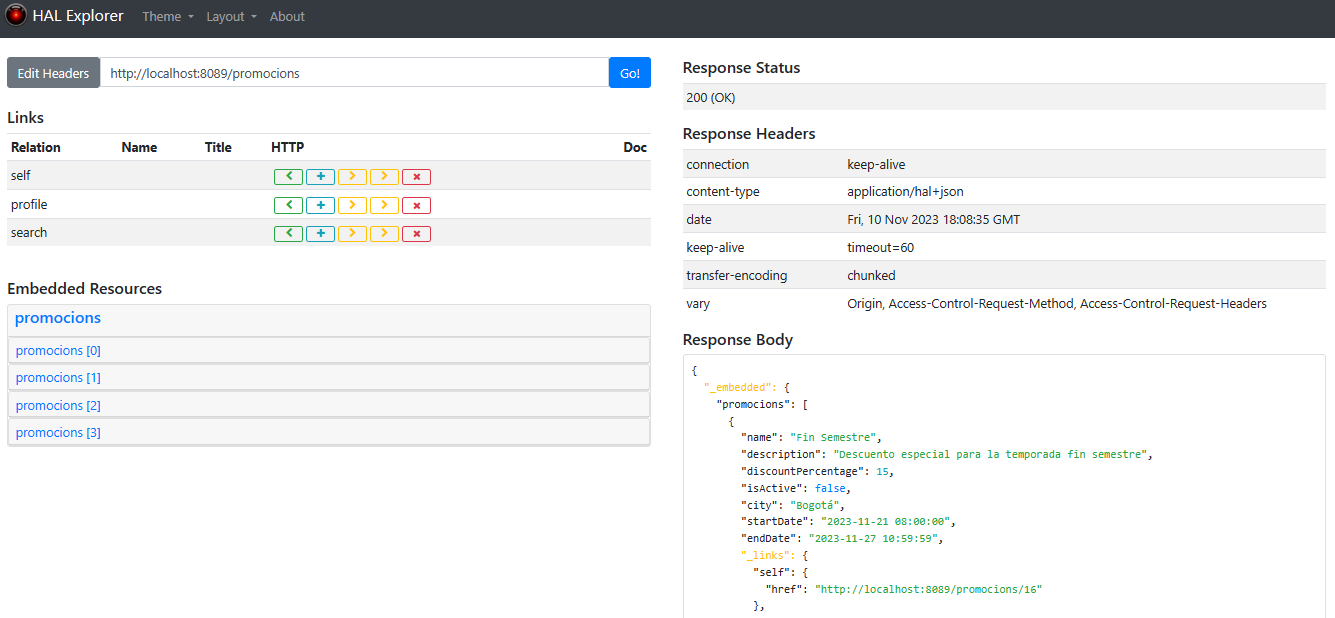 HAL Explorer Theme Layout About
Edit Headers http://localhost:8089/promocions Go!
Links
Relation Name Title HTTP Doc
self
profile
search
Embedded Resources
promocions
promocions [0]
promocions [1]
promocions [2]
promocions [3]
Response Status
200 (OK)
Response Headers
connection keep-alive
content-type application/hal+json
date Fri, 10 Nov 2023 18:08:35 GMT
keep-alive timeout=60
transfer-encoding chunked
vary Origin, Access-Control-Request-Method, Access-Control-Request-Headers
Response Body
{
"_embedded": {
"promocions": [
{
"name": "Fin Semestre",
"description": "Descuento especial para la temporada fin semestre",
"discountPercentage": 15,
"isActive": false,
"city": "Bogotá",
"startDate": "2023-11-21 08:00:00",
"endDate": "2023-11-27 10:59:59",
"_links": {
"self": {
"href": "http://localhost:8089/promocions/16"
},